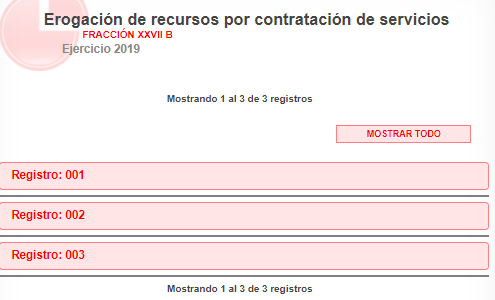 Erogación de recursos por contratación de servicios
FRACCIÓN XXVII B
Ejercicio 2019
Mostrando 1 al 3 de 3 registros
MOSTRAR TODO
Registro: 001
Registro: 002
Registro: 003
Mostrando 1 al 3 de 3 registros